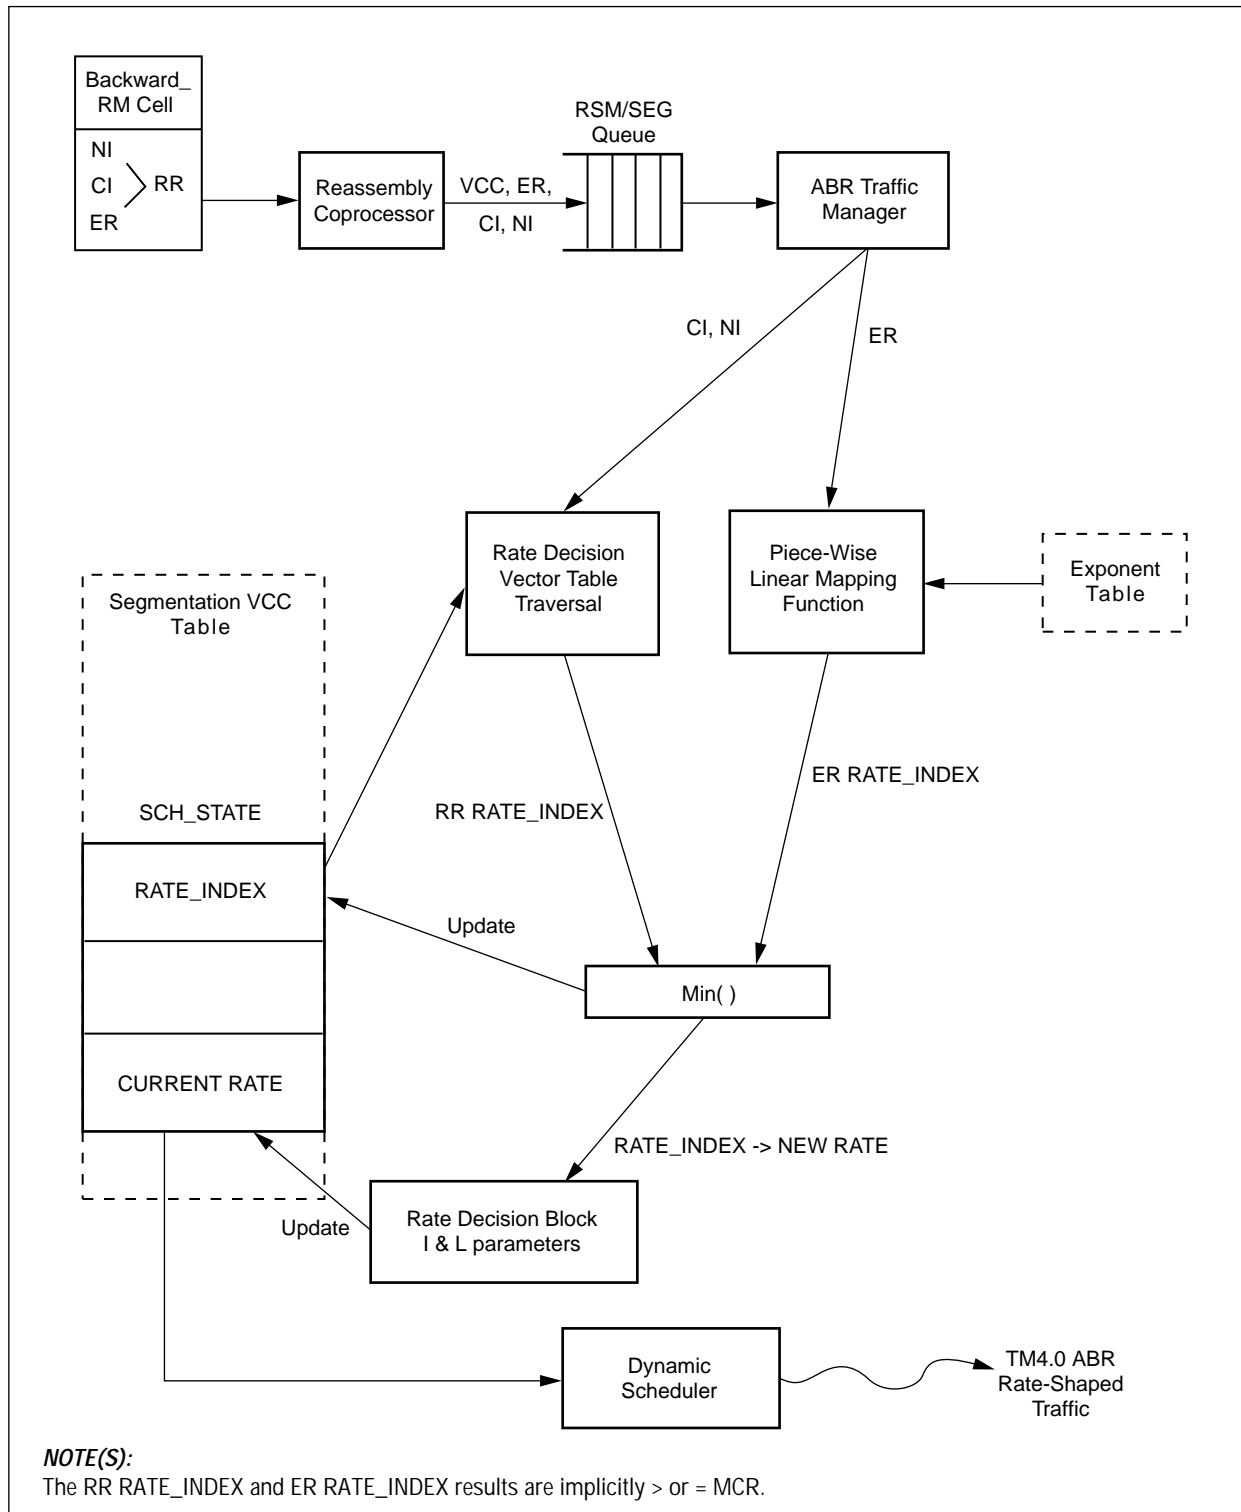 Backward_
RM Cell
NI
CI
ER
RR
Reassembly
Coprocessor
VCC, ER,
CI, NI
RSM/SEG
Queue
ABR Traffic
Manager
CI, NI
ER
Rate Decision
Vector Table
Traversal
Piece-Wise
Linear Mapping
Function
Exponent
Table
Segmentation VCC
Table
SCH_STATE
RATE_INDEX
CURRENT RATE
RR RATE_INDEX
ER RATE_INDEX
Update
Min( )
RATE_INDEX -> NEW RATE
Update
Rate Decision Block
I & L parameters
Dynamic
Scheduler
TM4.0 ABR
Rate-Shaped
Traffic
NOTE(S):
The RR RATE_INDEX and ER RATE_INDEX results are implicitly > or = MCR.